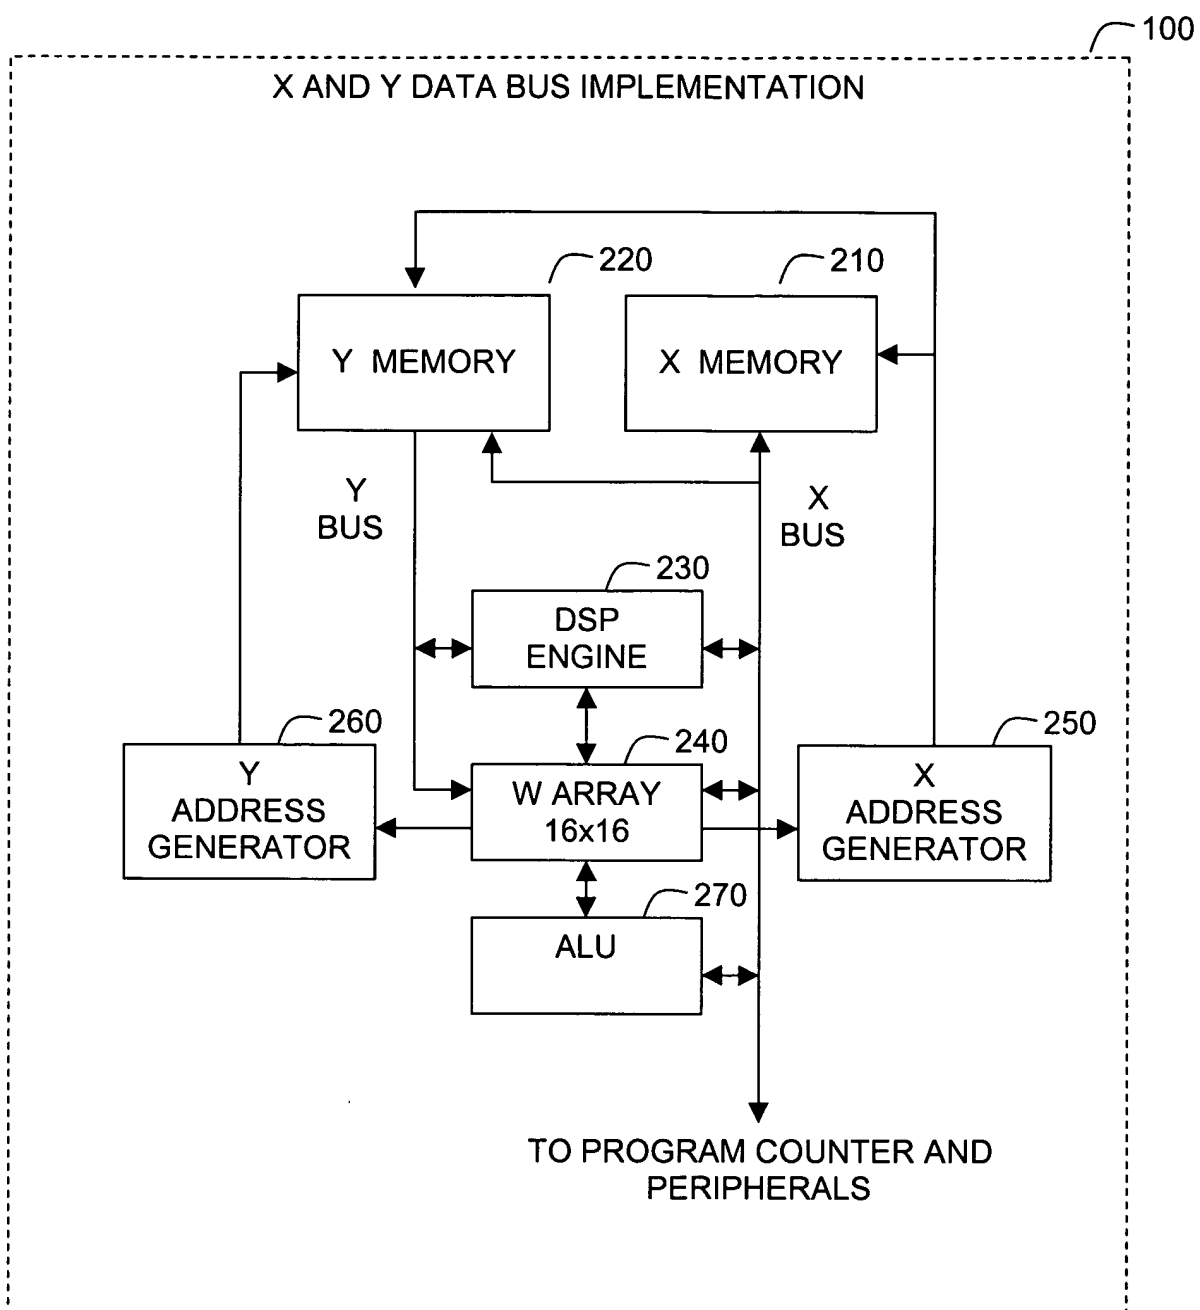 100
X AND Y DATA BUS IMPLEMENTATION
220
210
Y MEMORY
X MEMORY
Y
BUS
X
BUS
230
DSP
ENGINE
260
240
250
Y
ADDRESS
GENERATOR
W ARRAY
16x16
X
ADDRESS
GENERATOR
270
ALU
TO PROGRAM COUNTER AND
PERIPHERALS